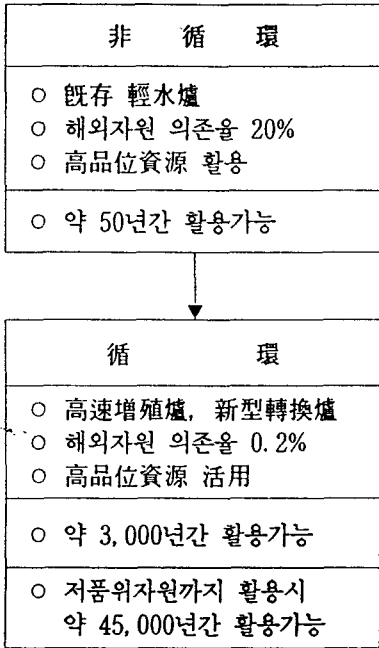 非 循 環
○ 旣存 輕水爐
○ 해외자원 의존율 20%
○ 高品位資源 활용
○ 약 50년간 활용가능
循 環
○ 高速增殖爐, 新型轉換爐
○ 해외자원 의존율 0.2%
○ 高品位資源 活用
○ 약 3,000년간 활용가능
○ 저품위자원까지 활용시
약 45,000년간 활용가능